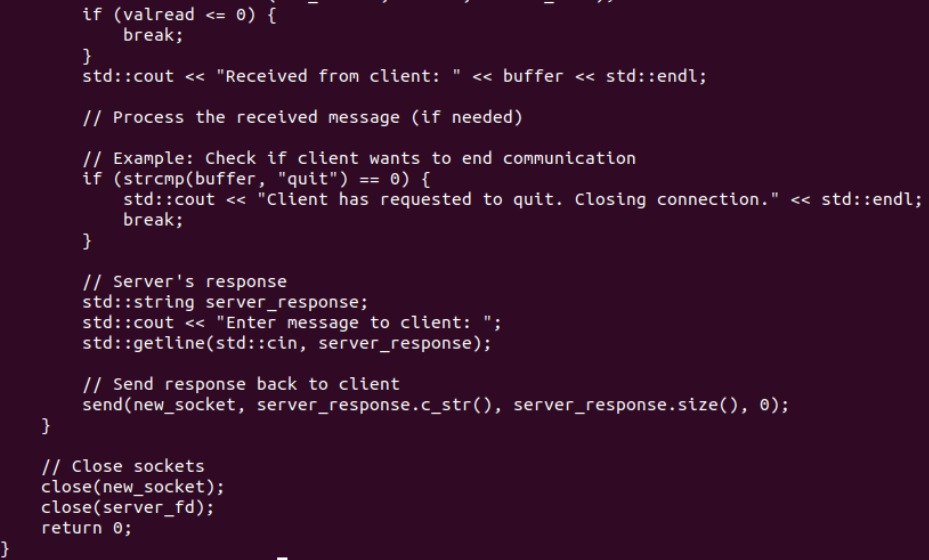 if (valread <= 0) {
            break;
        }
        std::cout << "Received from client: " << buffer << std::endl;

        // Process the received message (if needed)

        // Example: Check if client wants to end communication
        if (strcmp(buffer, "quit") == 0) {
            std::cout << "Client has requested to quit. Closing connection." << std::endl;
            break;
        }

        // Server's response
        std::string server_response;
        std::cout << "Enter message to client: ";
        std::getline(std::cin, server_response);

        // Send response back to client
        send(new_socket, server_response.c_str(), server_response.size(), 0);
    }

    // Close sockets
    close(new_socket);
    close(server_fd);
    return 0;
}